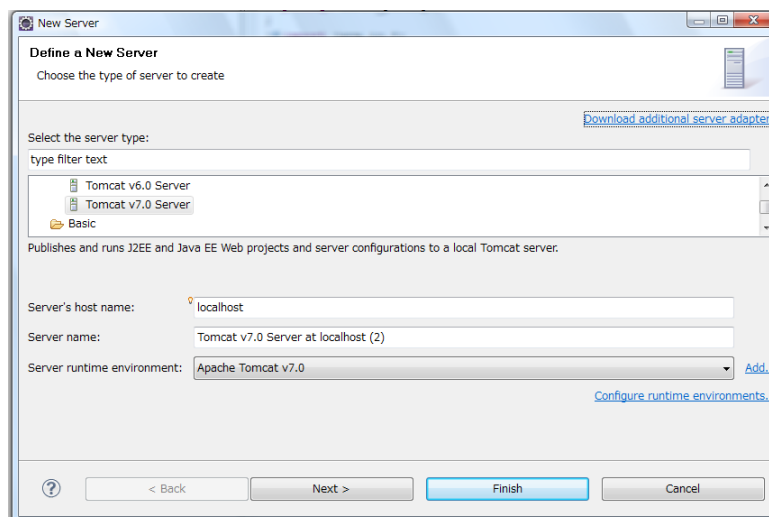 New Server
Define a New Server
Choose the type of server to create
Download additional server adapter
Select the server type:
type filter text
Tomcat v6.0 Server
Tomcat v7.0 Server
Basic
Publishes and runs J2EE and Java EE Web projects and server configurations to a local Tomcat server.
Server's host name: localhost
Server name: Tomcat v7.0 Server at localhost (2)
Server runtime environment: Apache Tomcat v7.0 Add.
Configure runtime environments.
? < Back Next > Finish Cancel